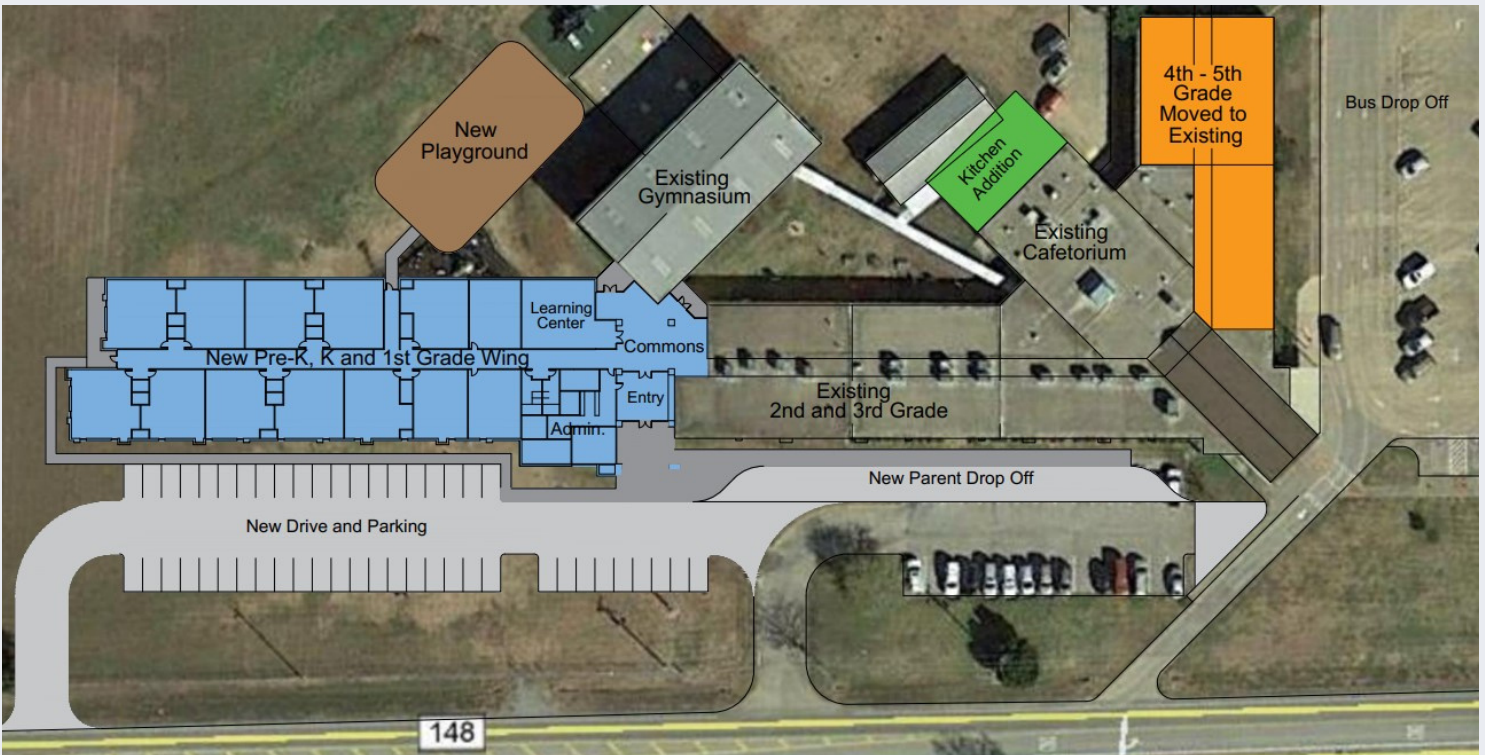 4th - 5th
Grade
Moved to
Existing
Bus Drop Off
New
Playground
Existing
Gymnasium
Kitchen
Addition
Existing
Cafetorium
Learning
Center
Commons
New Pre-K, K and 1st Grade Wing
Entry
Existing
2nd and 3rd Grade
Admin.
New Parent Drop Off
New Drive and Parking
148